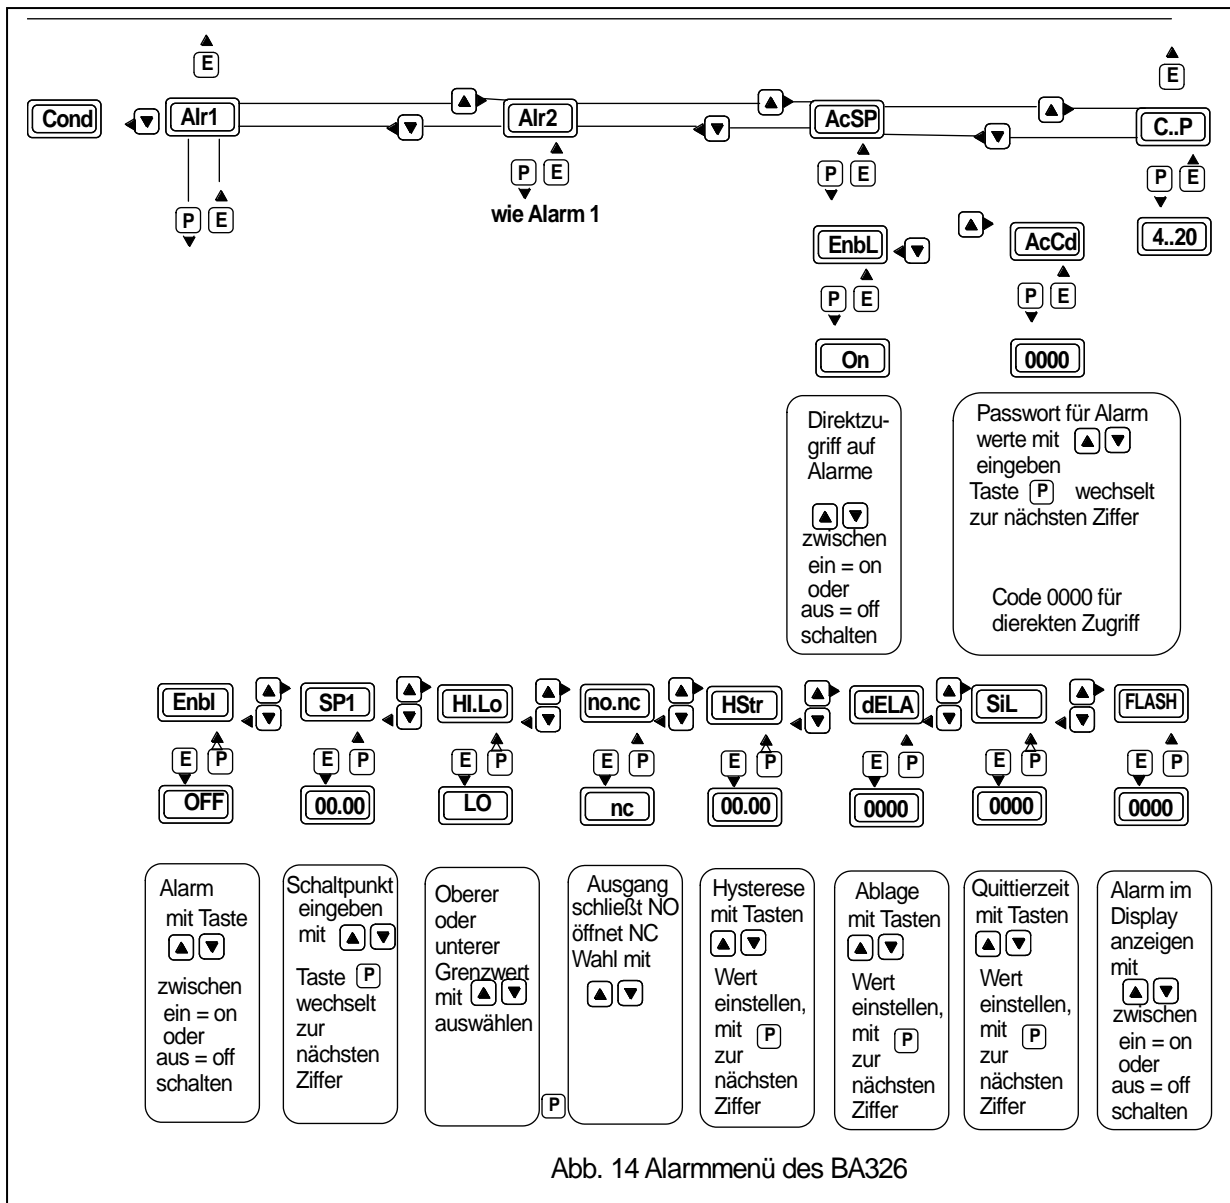 E
E
Cond
▼
Alr1
▲
▼
Alr2
▲
▼
AcSP
▲
▼
C..P
P E
P E
P E
P E
wie Alarm 1
EnbL
▼
▲
AcCd
4..20
P E
P E
On
0000
Direktzu-
griff auf
Alarme
▲ ▼
zwischen
ein = on
oder
aus = off
schalten
Passwort für Alarm
werte mit ▲ ▼
eingeben
Taste P wechselt
zur nächsten Ziffer
Code 0000 für
dierekten Zugriff
Enbl
▲
▼
SP1
▲
▼
HI.Lo
▲
▼
no.nc
▲
▼
HStr
▲
▼
dELA
▲
▼
SiL
▲
▼
FLASH
E P
E P
E P
E P
E P
E P
E P
E P
OFF
00.00
LO
nc
00.00
0000
0000
0000
Alarm
mit Taste
▲ ▼
zwischen
ein = on
oder
aus = off
schalten
Schaltpunkt
eingeben
mit ▲ ▼
Taste P
wechselt
zur
nächsten
Ziffer
Oberer
oder
unterer
Grenzwert
mit ▲ ▼
auswählen
P
Ausgang
schließt NO
öffnet NC
Wahl mit
▲ ▼
Hysterese
mit Tasten
▲ ▼
Wert
einstellen,
mit P
zur
nächsten
Ziffer
Ablage
mit Tasten
▲ ▼
Wert
einstellen,
mit P
zur
nächsten
Ziffer
Quittierzeit
mit Tasten
▲ ▼
Wert
einstellen,
mit P
zur
nächsten
Ziffer
Alarm im
Display
anzeigen
mit
▲ ▼
zwischen
ein = on
oder
aus = off
schalten
Abb. 14 Alarmmenü des BA326